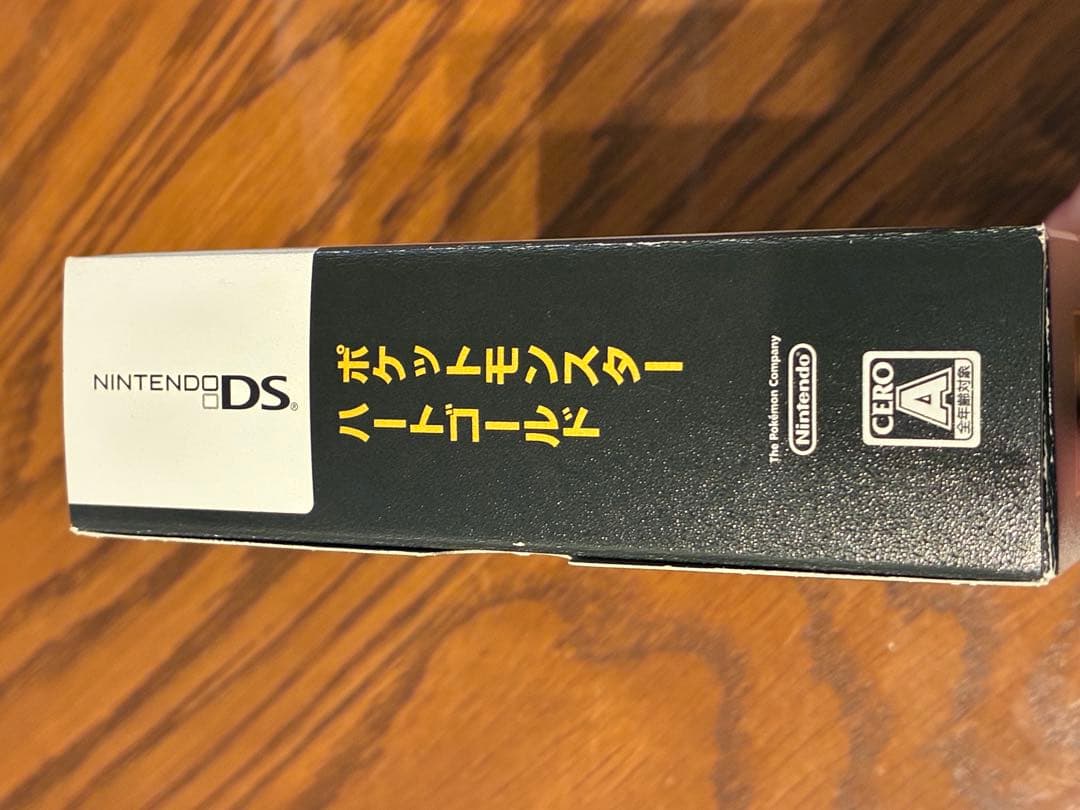 NINTENDO DS®
ポケットモンスター
ハートゴールド
The Pokémon Company
Nintendo®
CERO
A
全年齢対象